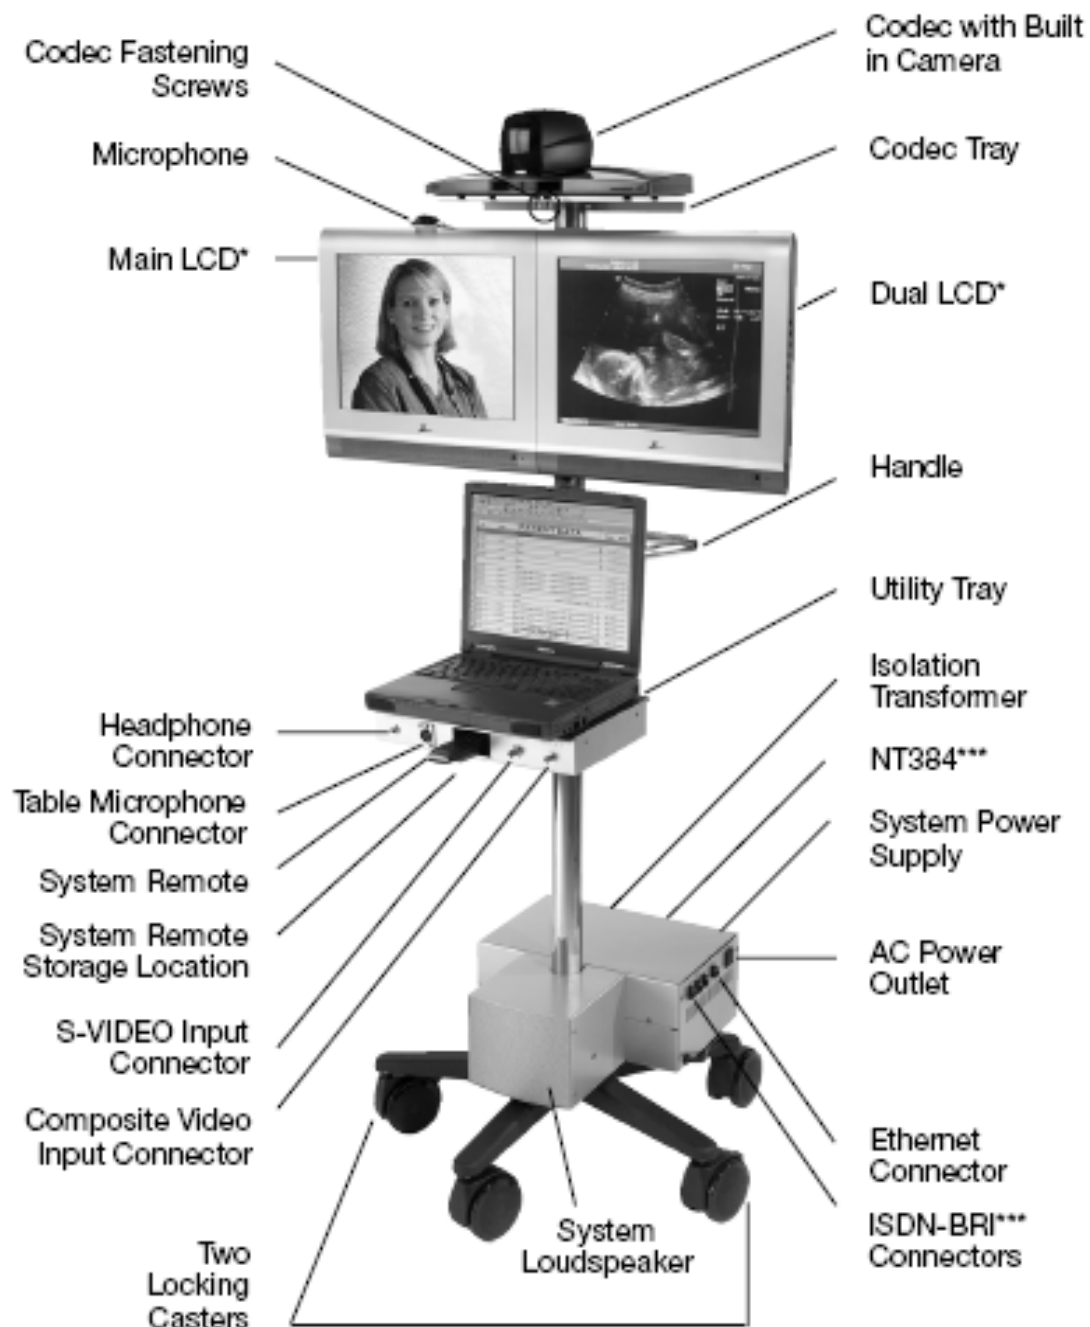 Codec Fastening
Screws
Microphone
Main LCD*
Headphone
Connector
Table Microphone
Connector
System Remote
System Remote
Storage Location
S-VIDEO Input
Connector
Composite Video
Input Connector
Two
Locking
Casters
System
Loudspeaker
Codec with Built
in Camera
Codec Tray
Dual LCD*
Handle
Utility Tray
Isolation
Transformer
NT384***
System Power
Supply
AC Power
Outlet
Ethernet
Connector
ISDN-BRI***
Connectors